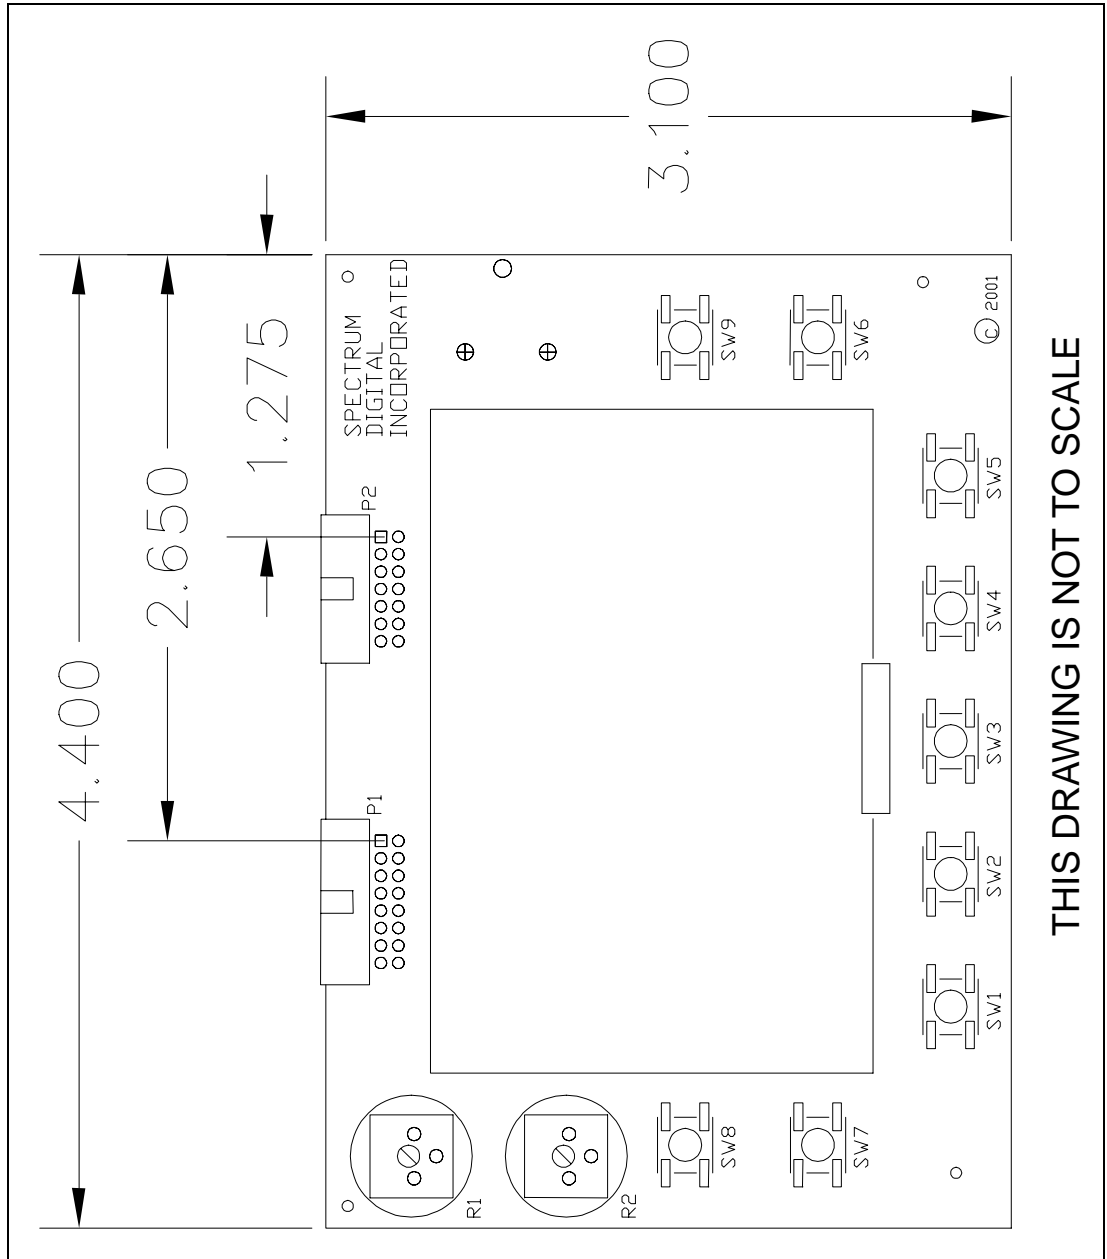 4.400
2.650
1.275
3.100
SPECTRUM
DIGITAL
INCORPORATED
P1
P2
R1
R2
SW8
SW7
SW9
SW6
SW1
SW2
SW3
SW4
SW5
© 2001
THIS DRAWING IS NOT TO SCALE